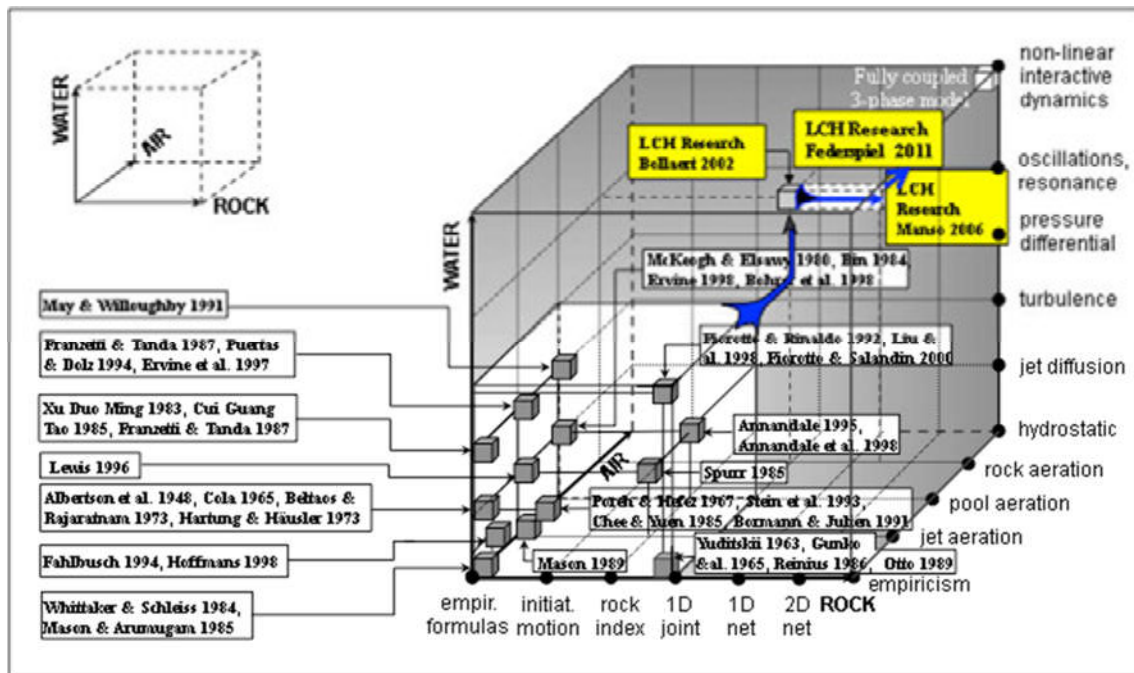 WATER
AIR
ROCK
non-linear
interactive
dynamics
Fully coupled
3-phase model
LCH Research
Bollaert 2002
LCH Research
Federspiel 2011
oscillations,
resonance
LCH
Research
Manso 2006
pressure
differential
WATER
McKeogh & Elsawy 1980, Bin 1984,
Ervine 1998, Bohrer et al. 1998
May & Willoughby 1991
turbulence
Franzetti & Tanda 1987, Puertas
& Dolz 1994, Ervine et al. 1997
Fiorotto & Rinaldo 1992, Liu &
al. 1998, Fiorotto & Salandin 2000
jet diffusion
Xu Duo Ming 1983, Cui Guang
Tao 1985, Franzetti & Tanda 1987
Annandale 1995,
Annandale et al. 1998
hydrostatic
AIR
Lewis 1996
Spurr 1985
rock aeration
Albertson et al. 1948, Cola 1965, Beltaos &
Rajaratnam 1973, Hartung & Häusler 1973
Poreh & Hefez 1967, Stein et al. 1993,
Chee & Yuen 1985, Bormann & Julien 1991
pool aeration
jet aeration
Fahlbusch 1994, Hoffmans 1998
Mason 1989
Yuditskii 1963, Gunko
& al. 1965, Reinius 1986, Otto 1989
empiricism
Whittaker & Schleiss 1984,
Mason & Arumugam 1985
empir.
formulas
initiat.
motion
rock
index
1D
joint
1D
net
2D
net
ROCK